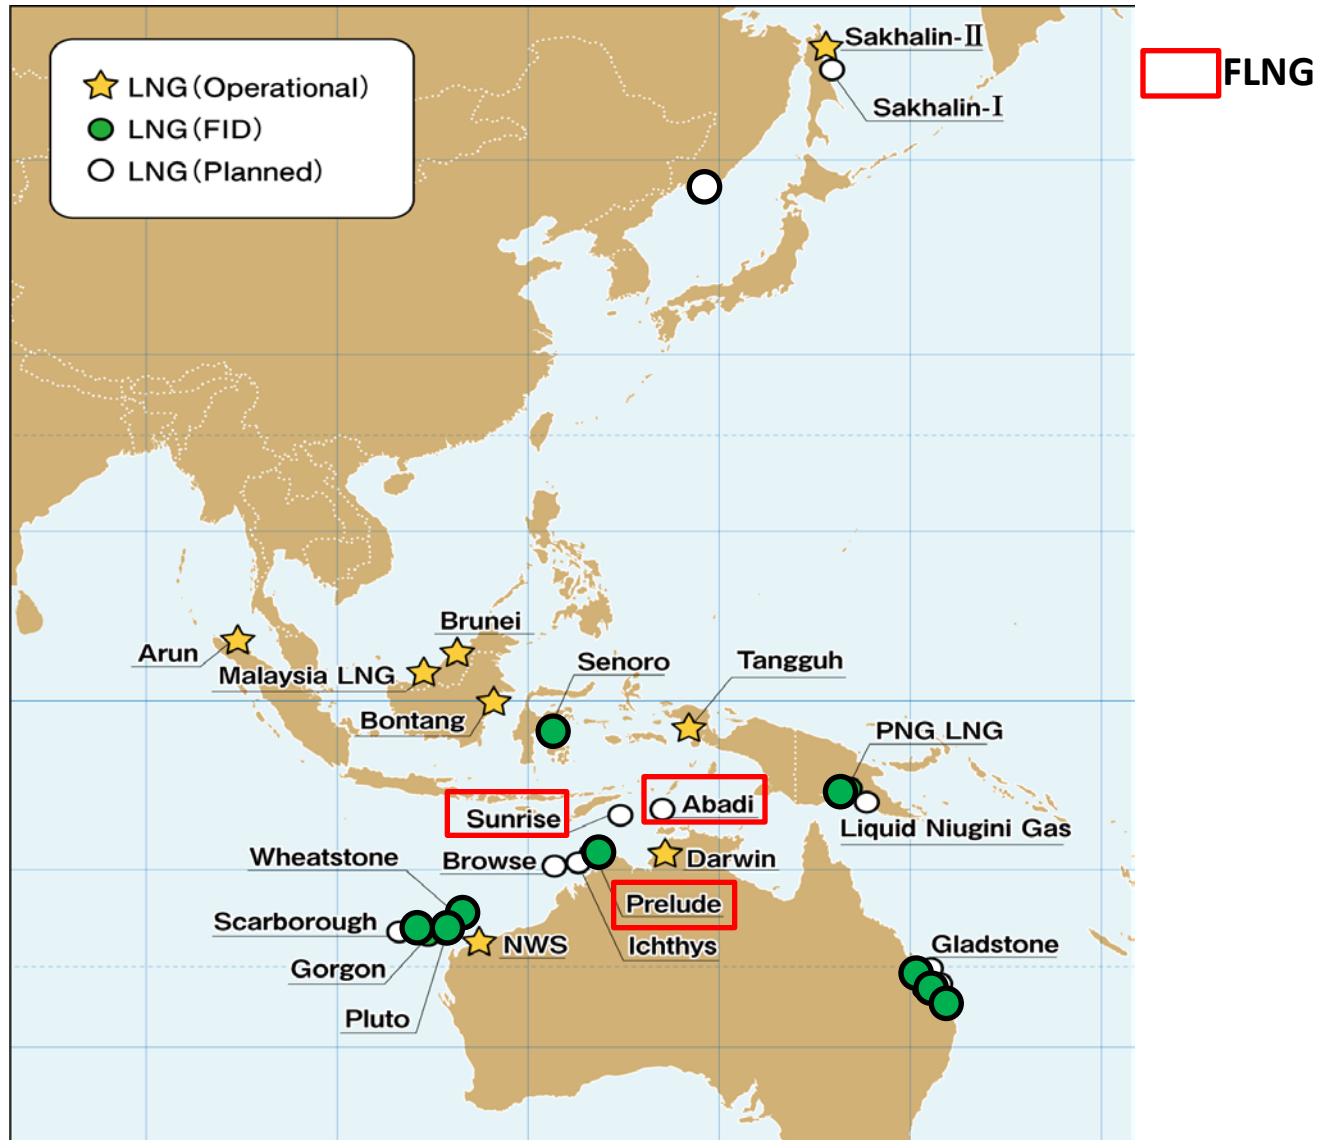 Sakhalin-Ⅱ
FLNG
LNG(Operational)
Sakhalin-Ⅰ
LNG(FID)
LNG(Planned)
Brunei
Arun
Senoro
Tangguh
Malaysia LNG
Bontang
PNG LNG
Abadi
Sunrise
Liquid Niugini Gas
Wheatstone
Browse
Darwin
Prelude
Scarborough
NWS
Ichthys
Gladstone
Gorgon
Pluto